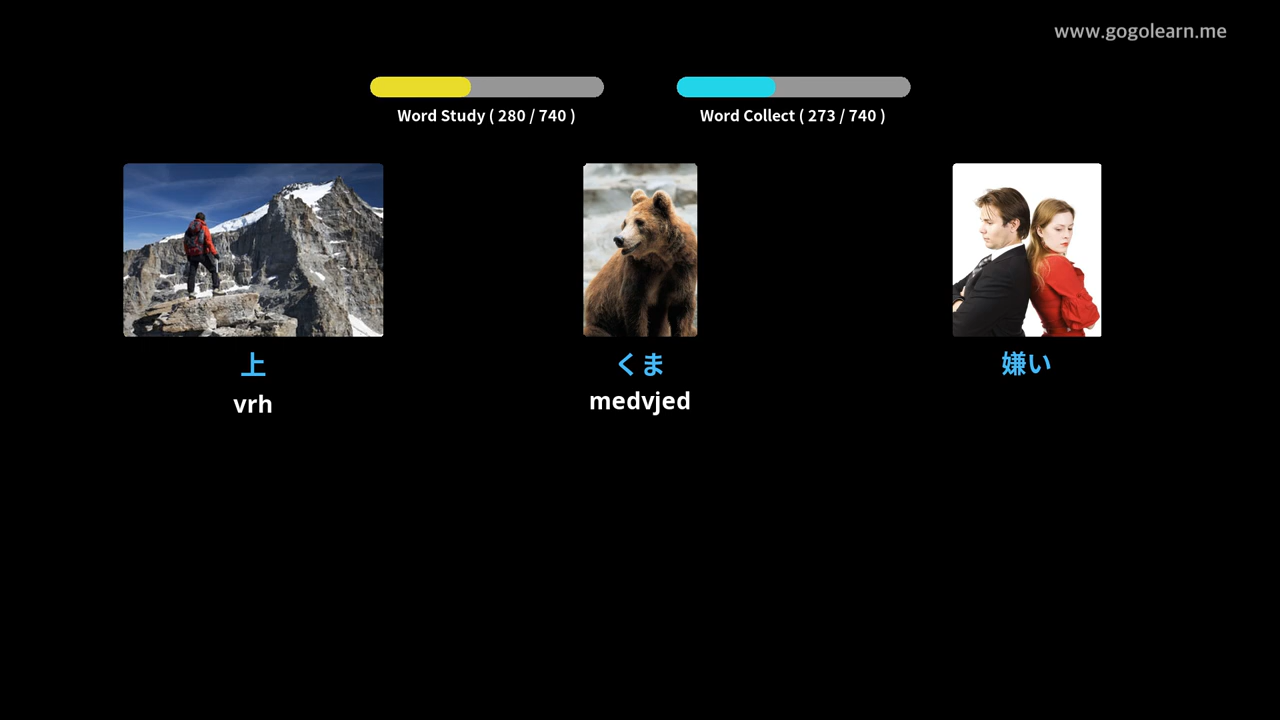 www.gogolearn.me
Word Study ( 280 / 740 )
Word Collect ( 273 / 740 )
上
vrh
くま
medvjed
嫌い